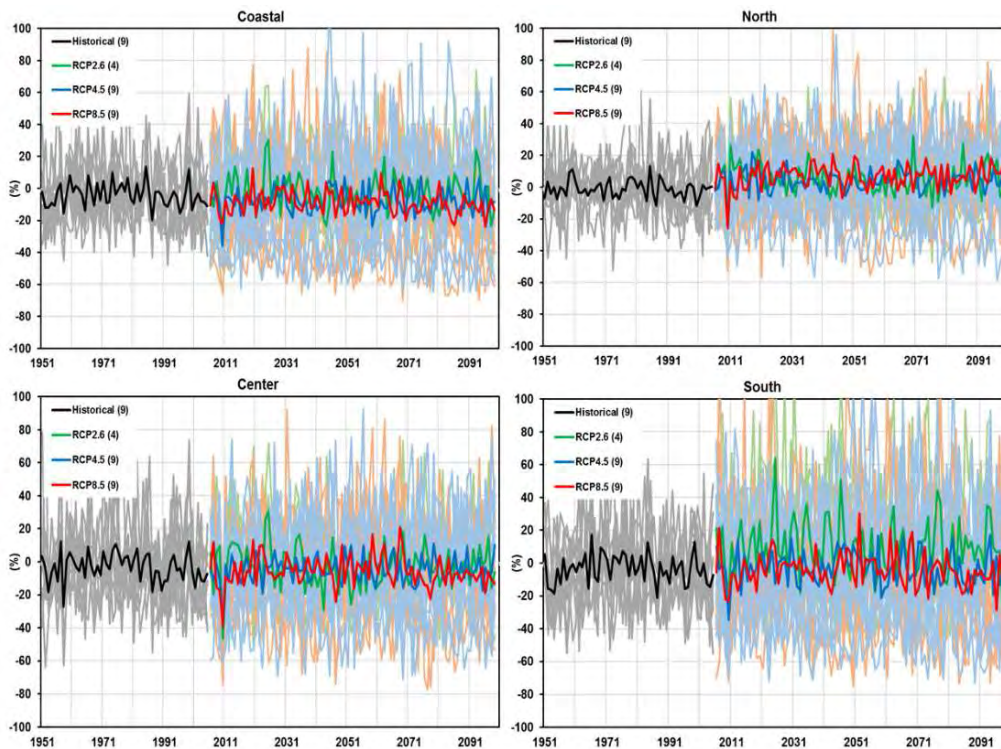 Coastal
100
80
60
40
20
0
-20
-40
-60
-80
-100
(%)
Historical (9)
RCP2.6 (4)
RCP4.5 (9)
RCP8.5 (9)
1951 1971 1991 2011 2031 2051 2071 2091
North
100
80
60
40
20
0
-20
-40
-60
-80
-100
(%)
Historical (9)
RCP2.6 (4)
RCP4.5 (9)
RCP8.5 (9)
1951 1971 1991 2011 2031 2051 2071 2091
Center
100
80
60
40
20
0
-20
-40
-60
-80
-100
(%)
Historical (9)
RCP2.6 (4)
RCP4.5 (9)
RCP8.5 (9)
1951 1971 1991 2011 2031 2051 2071 2091
South
100
80
60
40
20
0
-20
-40
-60
-80
-100
(%)
Historical (9)
RCP2.6 (4)
RCP4.5 (9)
RCP8.5 (9)
1951 1971 1991 2011 2031 2051 2071 2091